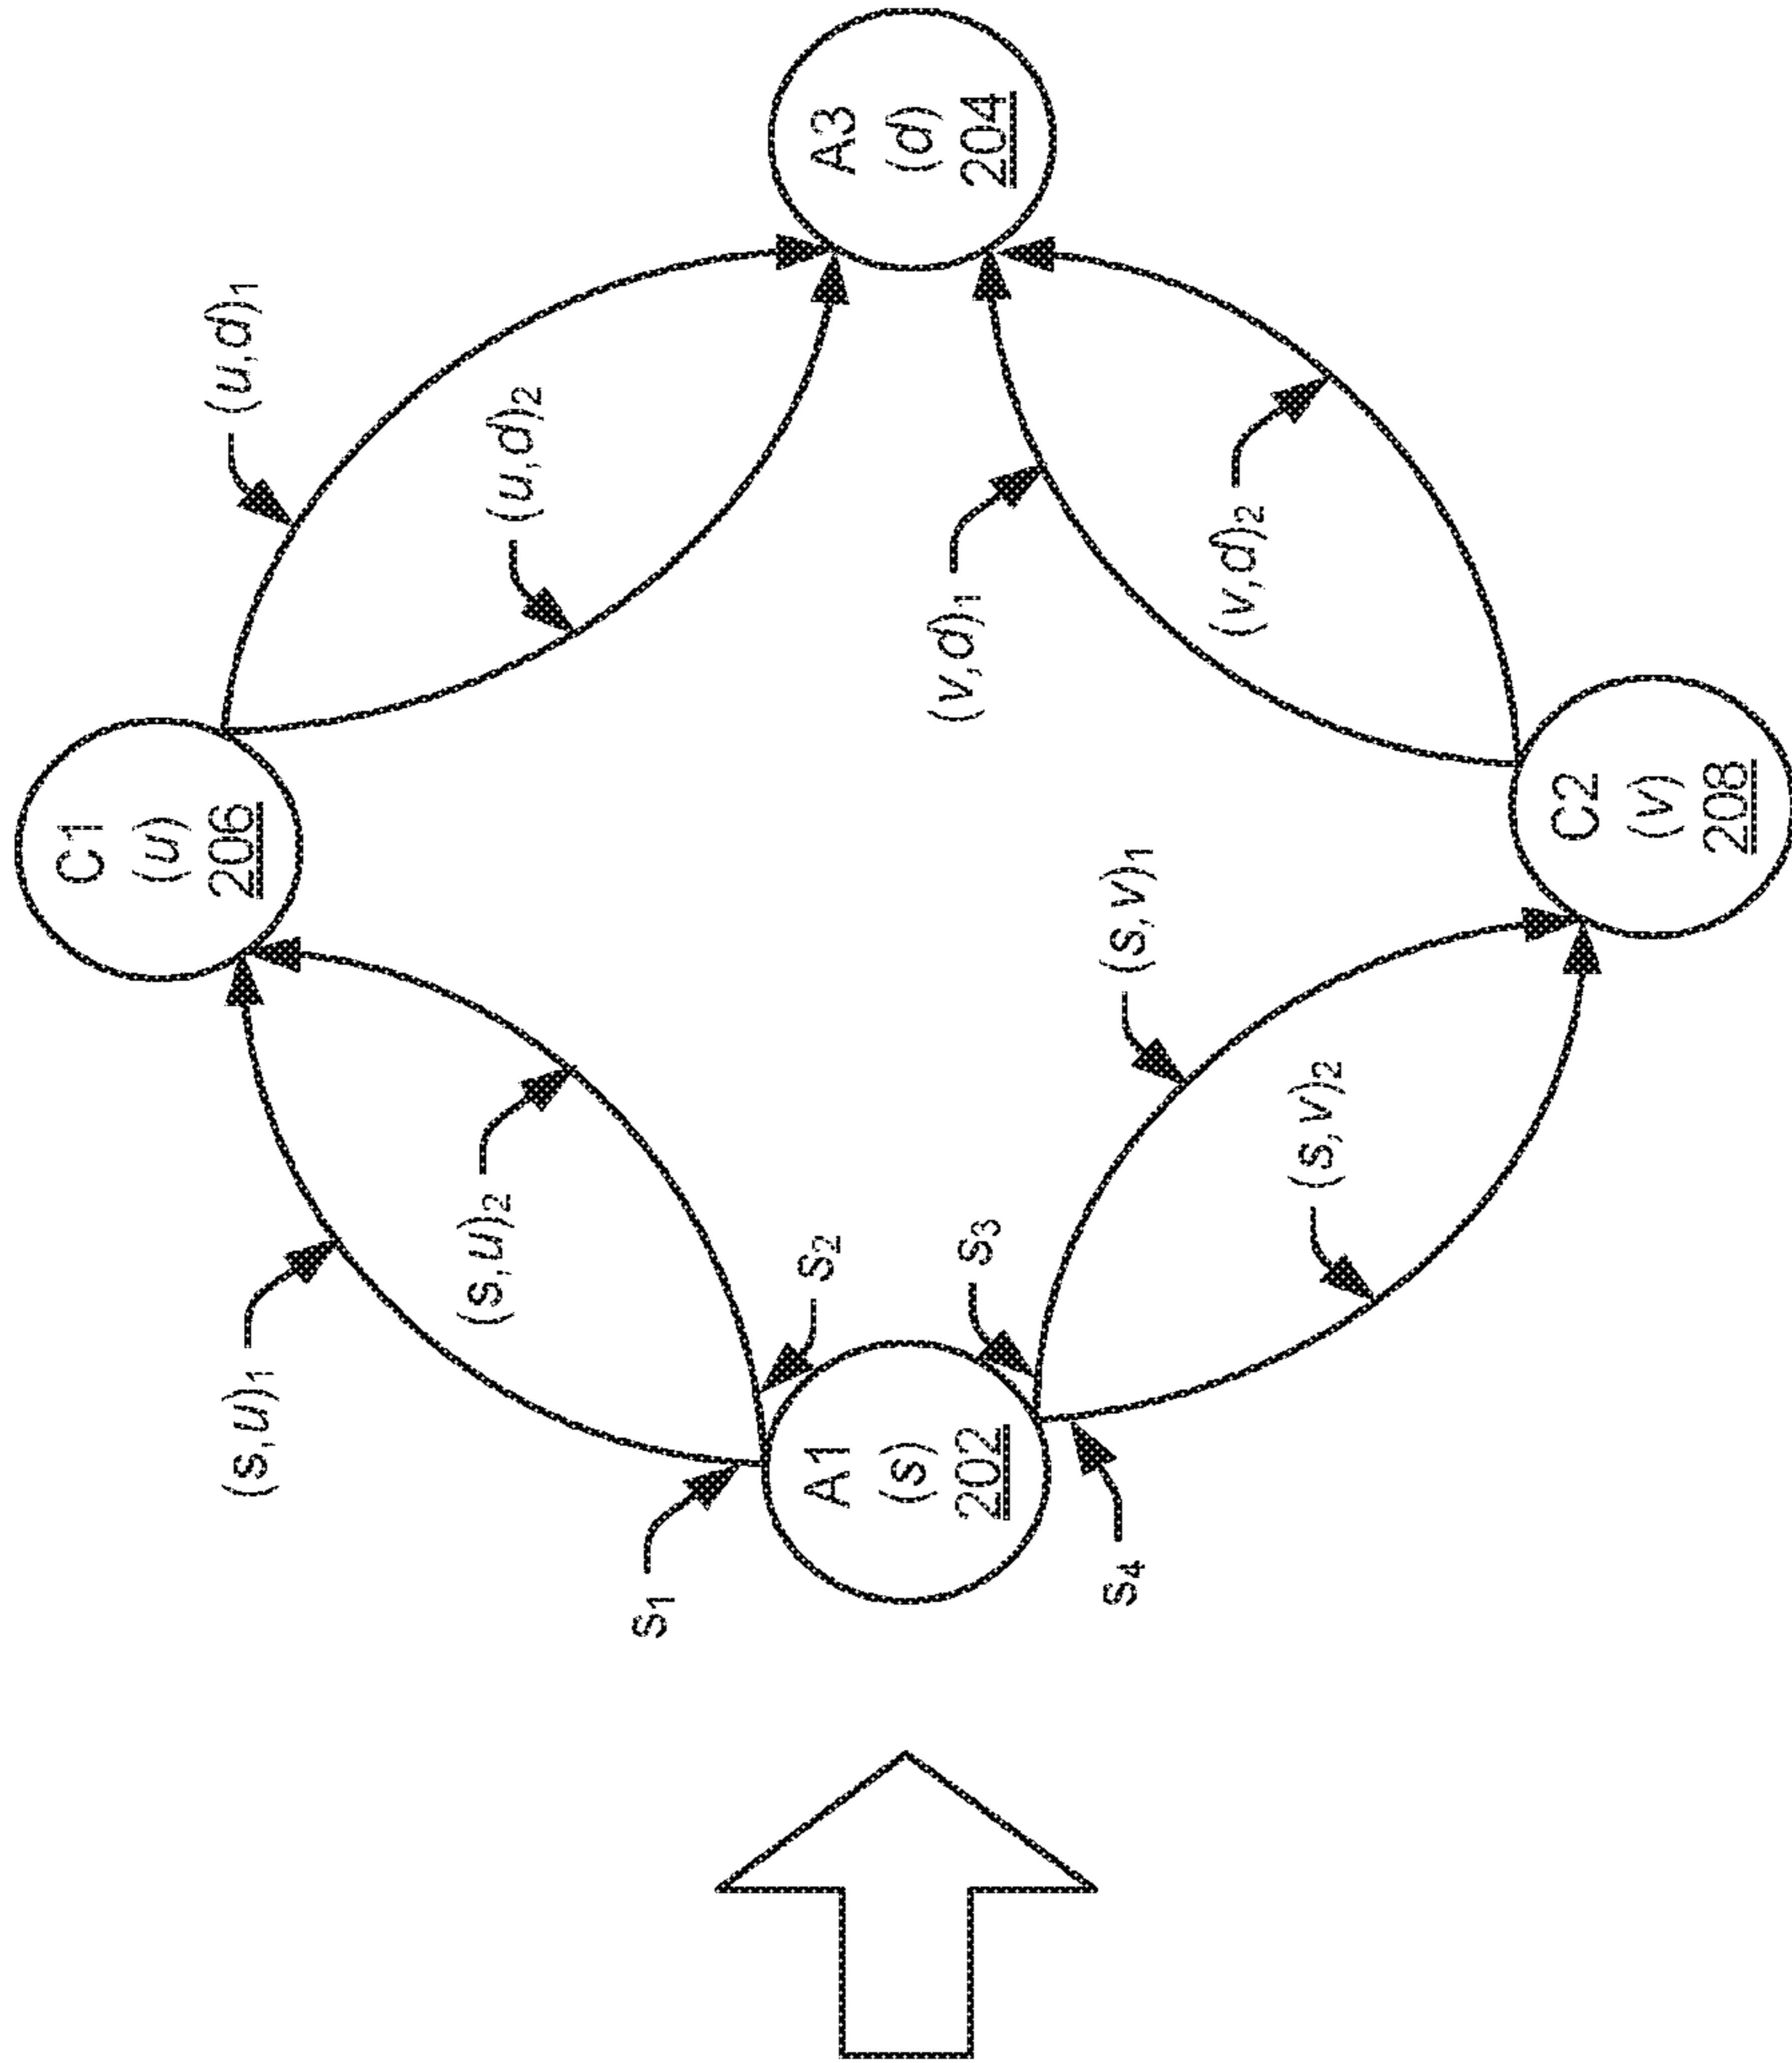 C1
(u)
206
(s,u)₁
(u,d)₁
(s,u)₂
(u,d)₂
s₁
s₂
A1
(s)
202
A3
(d)
204
s₃
s₄
(v,d)₁
(s,v)₁
(v,d)₂
(s,v)₂
C2
(v)
208